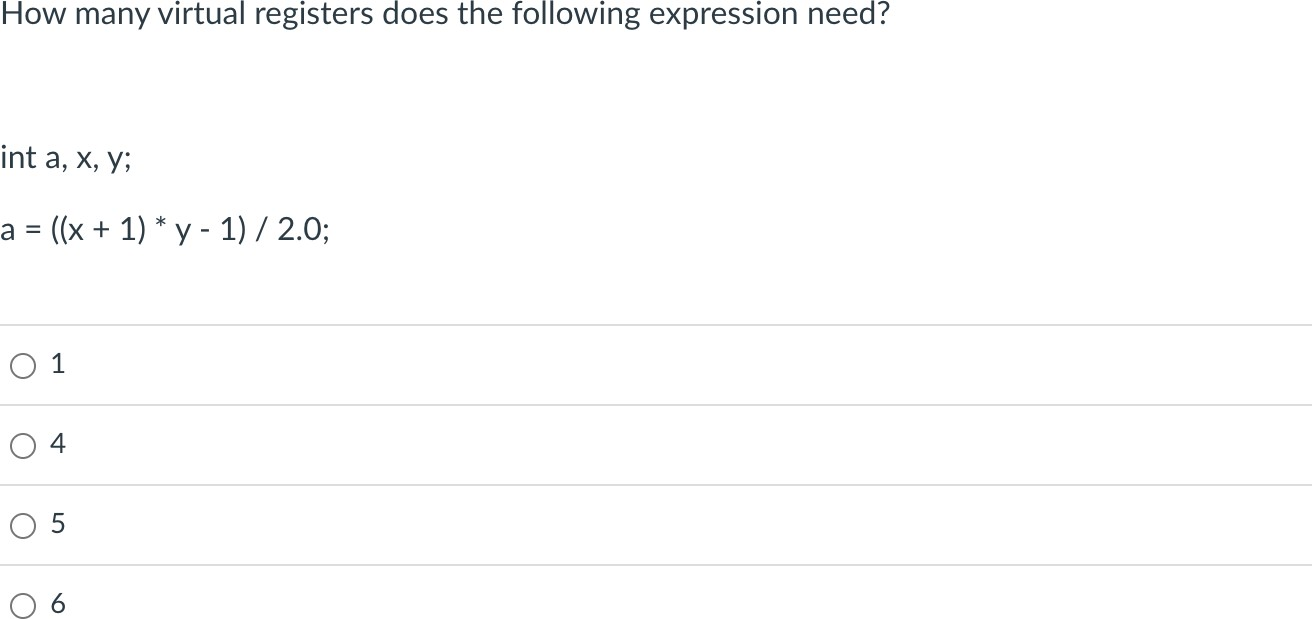 How many virtual registers does the following expression need?
int a, x, y;
a = ((x + 1) * y - 1) / 2.0;
1
4
5
6